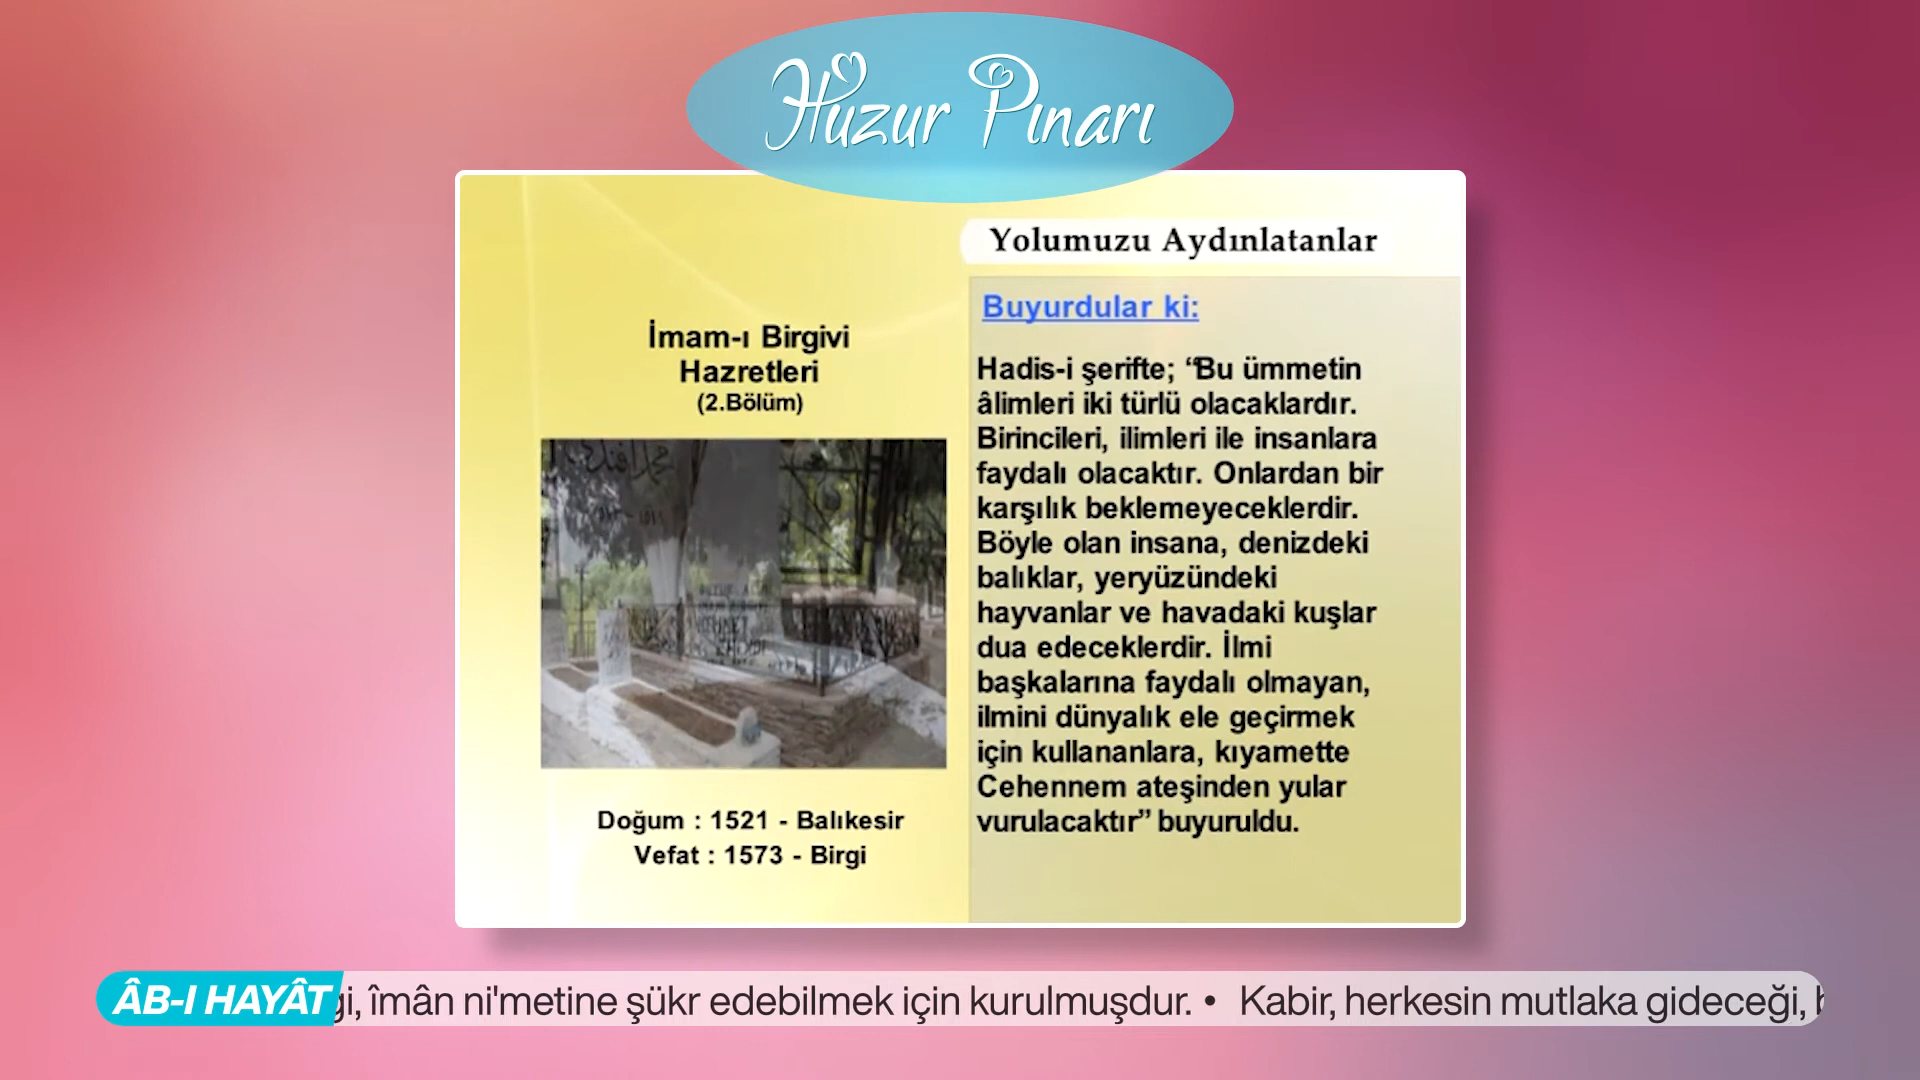 Huzur Pınarı
Yolumuzu Aydınlatanlar
İmam-ı Birgivi
Hazretleri
(2.Bölüm)
Doğum : 1521 - Balıkesir
Vefat : 1573 - Birgi
Buyurdular ki:
Hadis-i şerifte; “Bu ümmetin
âlimleri iki türlü olacaklardır.
Birincileri, ilimleri ile insanlara
faydalı olacaktır. Onlardan bir
karşılık beklemeyeceklerdir.
Böyle olan insana, denizdeki
balıklar, yeryüzündeki
hayvanlar ve havadaki kuşlar
dua edeceklerdir. İlmi
başkalarına faydalı olmayan,
ilmini dünyalık ele geçirmek
için kullananlara, kıyamette
Cehennem ateşinden yular
vurulacaktır” buyuruldu.
ÂB-I HAYÂT
îmân ni'metine şükr edebilmek için kurulmuşdur. • Kabir, herkesin mutlaka gideceği,